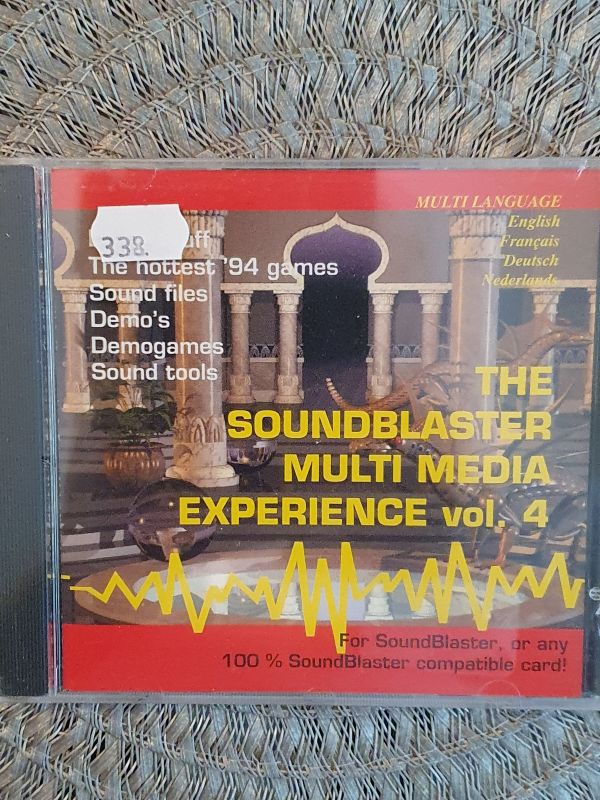 MULTI LANGUAGE
English
Français
Deutsch
Nederlands
338.
The hottest '94 games
Sound files
Demo's
Demogames
Sound tools
THE
SOUNDBLASTER
MULTI MEDIA
EXPERIENCE vol. 4
For SoundBlaster, or any
100 % SoundBlaster compatible card!